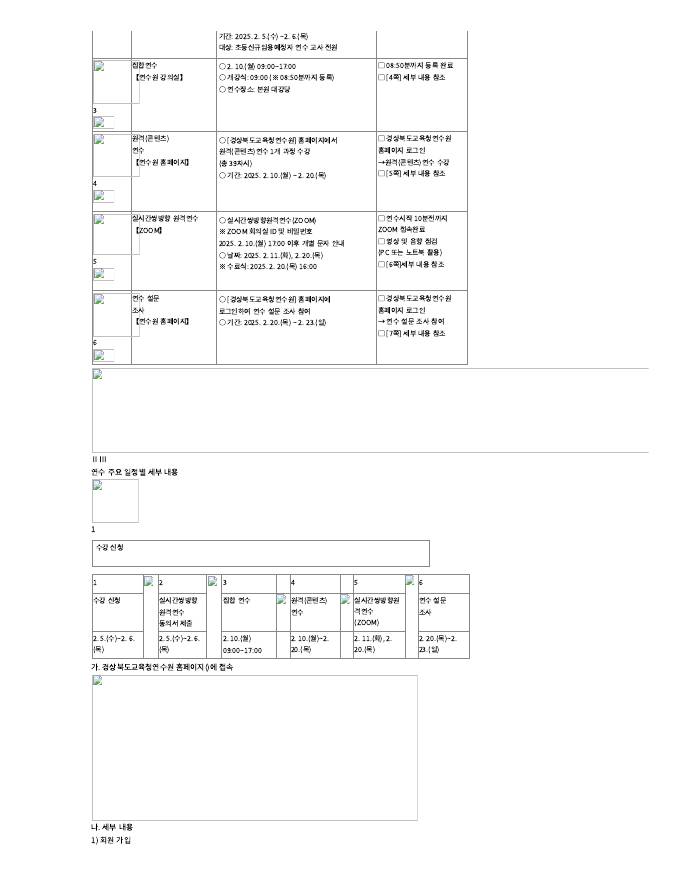 기간: 2025. 2. 5.(수) ~2. 6.(목)
대상: 초등신규임용예정자 연수 교사 전원
3
집합연수
【연수원 강의실】
○ 2. 10.(월) 09:00~17:00
○ 개강식: 09:00 (※ 08:50분까지 등록)
○ 연수장소: 본원 대강당
□ 08:50분까지 등록 완료
□ [4쪽] 세부 내용 참조
4
원격(콘텐츠)
연수
【연수원 홈페이지】
○ [경상북도교육청연수원] 홈페이지에서
원격(콘텐츠) 연수 1개 과정 수강
(총 33차시)
○ 기간: 2025. 2. 10.(월) ~ 2. 20.(목)
□ 경상북도교육청연수원
홈페이지 로그인
→원격(콘텐츠) 연수 수강
□ [5쪽] 세부 내용 참조
5
실시간쌍방향 원격연수
【ZOOM】
○ 실시간쌍방향원격연수(ZOOM)
※ ZOOM 회의실 ID 및 비밀번호
2025. 2. 10.(월) 17:00 이후 개별 문자 안내
○ 날짜: 2025. 2. 11.(화), 2.20.(목)
※ 수료식: 2025. 2. 20.(목) 16:00
□ 연수시작 10분전까지
ZOOM 접속완료
□ 영상 및 음향 점검
(PC 또는 노트북 활용)
□ [6쪽]세부 내용 참조
6
연수 설문
조사
【연수원 홈페이지】
○ [경상북도교육청연수원] 홈페이지에
로그인하여 연수 설문 조사 참여
○ 기간: 2025. 2. 20.(목) ~ 2. 23.(일)
□ 경상북도교육청연수원
홈페이지 로그인
→ 연수 설문 조사 참여
□ [7쪽] 세부 내용 참조
ⅡⅢ
연수 주요 일정별 세부 내용
1
수강 신청
1 2 3 4 5 6
수강 신청
실시간쌍방향
원격연수
동의서 제출
집합 연수
원격(콘텐츠)
연수
실시간쌍방향원
격연수
(ZOOM)
연수 설문
조사
2. 5.(수)~2. 6.
(목)
2. 5.(수)~2. 6.
(목)
2. 10.(월)
09:00~17:00
2. 10.(월)~2.
20.(목)
2. 11.(화), 2.
20.(목)
2. 20.(목)~2.
23.(일)
가. 경상북도교육청연수원 홈페이지()에 접속
나. 세부 내용
1) 회원 가입